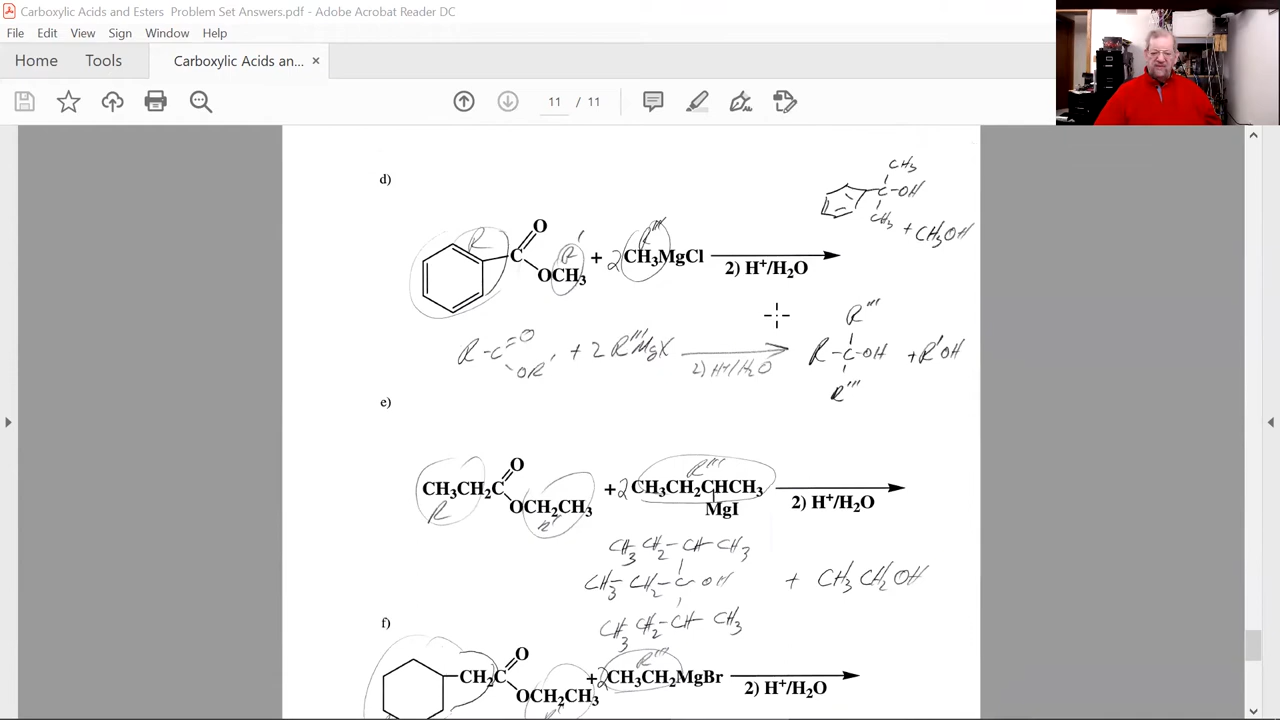 Carboxylic Acids and Esters Problem Set Answers.pdf - Adobe Acrobat Reader DC
File Edit View Sign Window Help
Home Tools Carboxylic Acids an... ×
11 / 11
d)
CH3
C-OH
CH3 + CH3OH
R R' R'''
C O OCH3 + 2 CH3MgCl
2) H+/H2O
R-C=O OR' + 2 R'''MgX
2) H+/H2O
R'''
R-C-OH + R'OH
R'''
e)
R'''
CH3CH2C O OCH2CH3 + 2 CH3CH2CHCH3
R R' MgI
2) H+/H2O
CH3 CH2-CH CH3
CH3-CH2-C-OH + CH3CH2OH
CH3 CH2-CH CH3
f)
R'''
CH2C O OCH2CH3 + 2 CH3CH2MgBr
2) H+/H2O